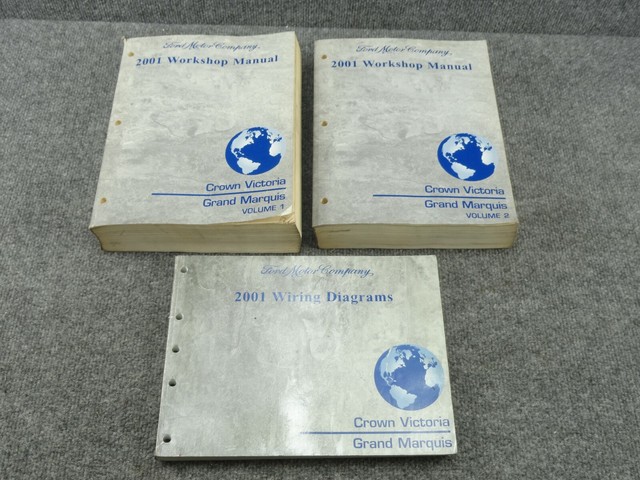 Ford Motor Company
2001 Workshop Manual
Crown Victoria
Grand Marquis
VOLUME 1
Ford Motor Company
2001 Workshop Manual
Crown Victoria
Grand Marquis
VOLUME 2
Ford Motor Company
2001 Wiring Diagrams
Crown Victoria
Grand Marquis